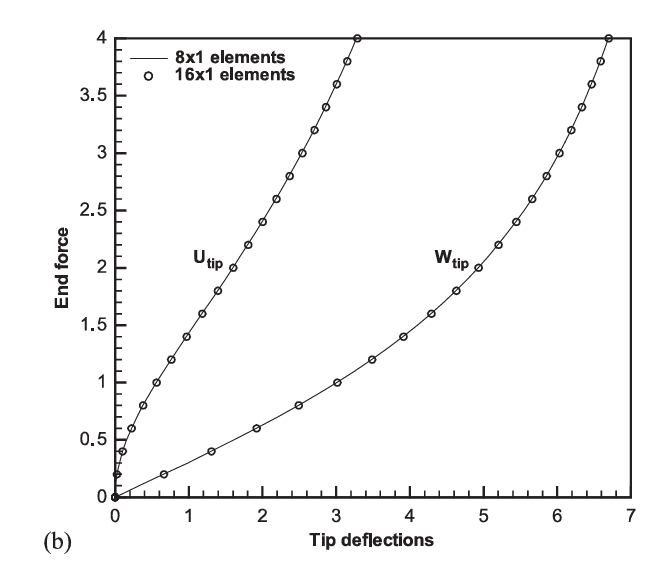 8x1 elements
16x1 elements
4
3.5
3
2.5
2
1.5
1
0.5
0
End force
U_tip
W_tip
0 1 2 3 4 5 6 7
Tip deflections
(b)